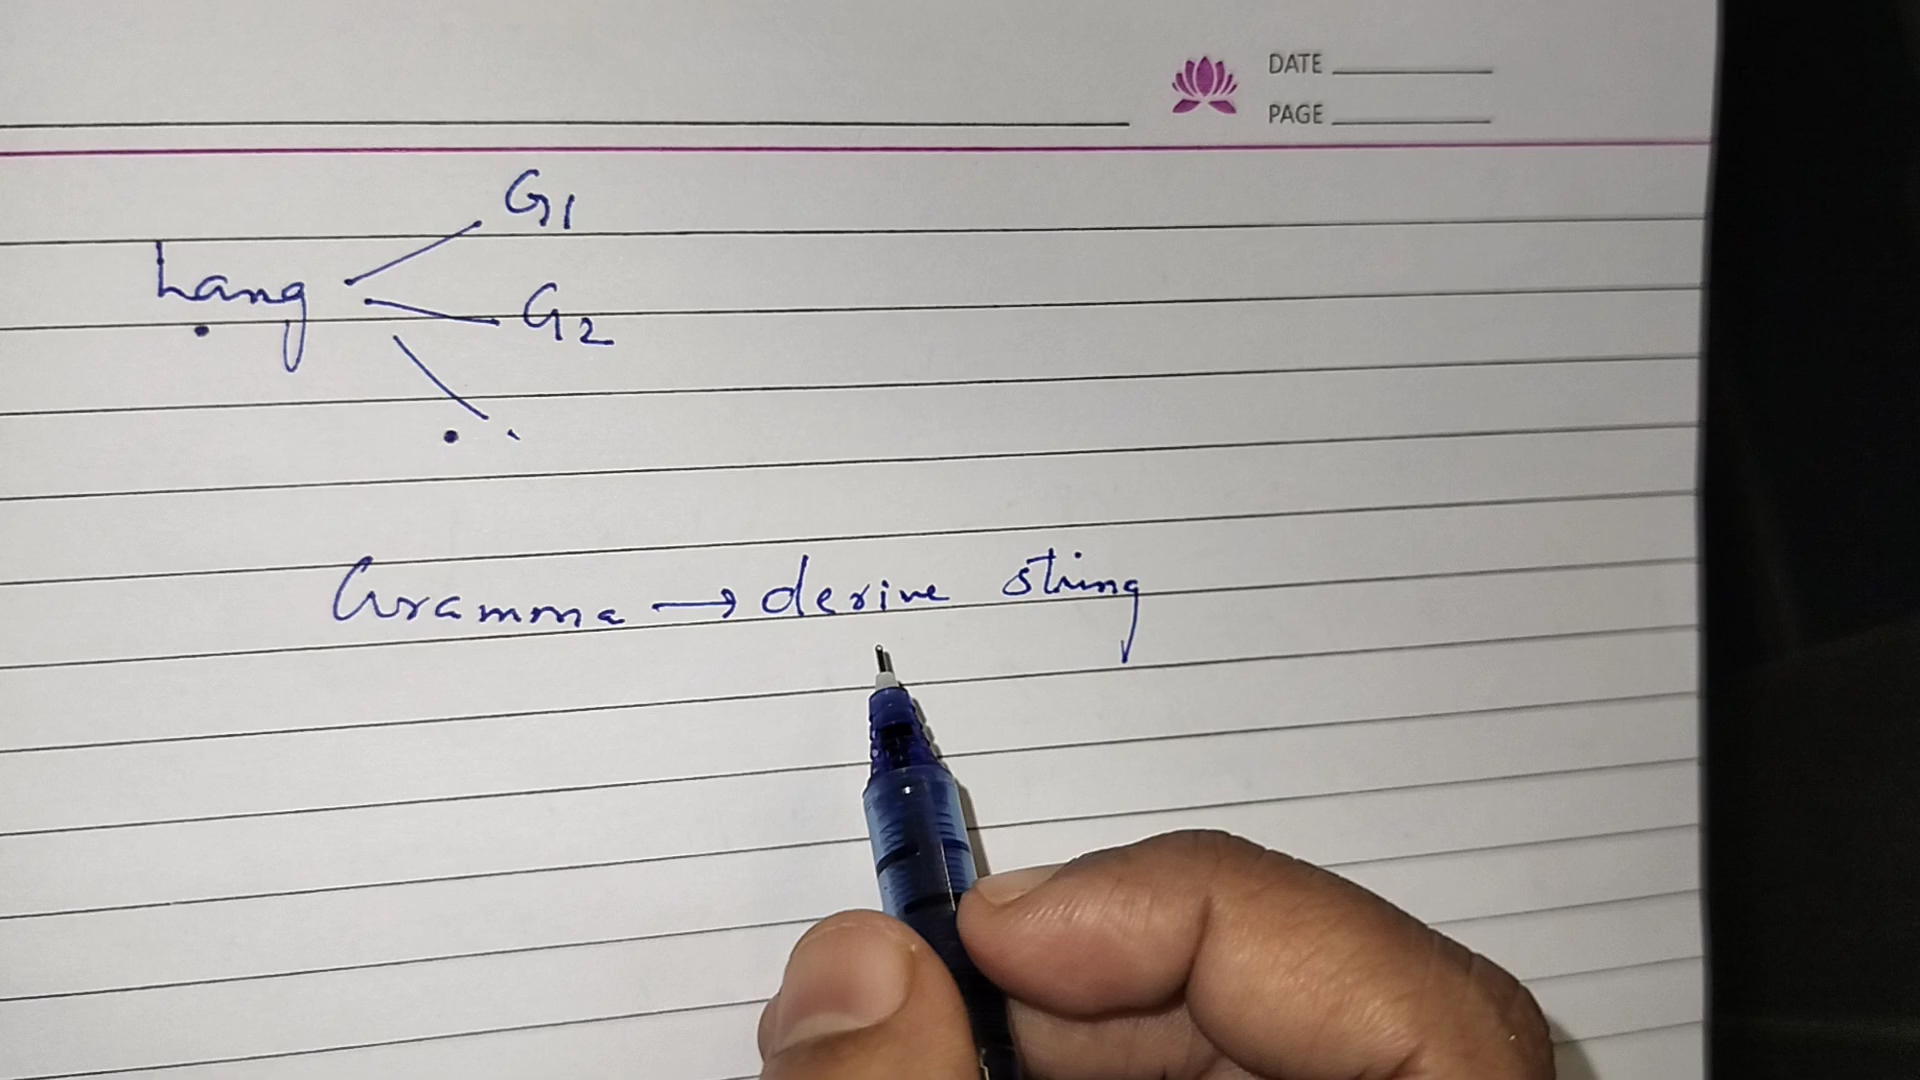 DATE
PAGE
G1
Lang
G2
Gramma → derive string